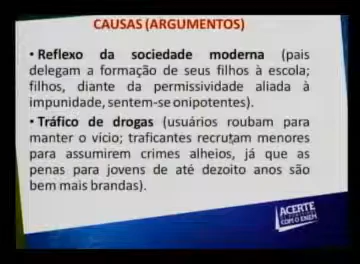 CAUSAS (ARGUMENTOS)
• Reflexo da sociedade moderna (pais
delegam a formação de seus filhos à escola;
filhos, diante da permissividade aliada à
impunidade, sentem-se onipotentes).
• Tráfico de drogas (usuários roubam para
manter o vício; traficantes recrutam menores
para assumirem crimes alheios, já que as
penas para jovens de até dezoito anos são
bem mais brandas).
ACERTE
COM O ENEM